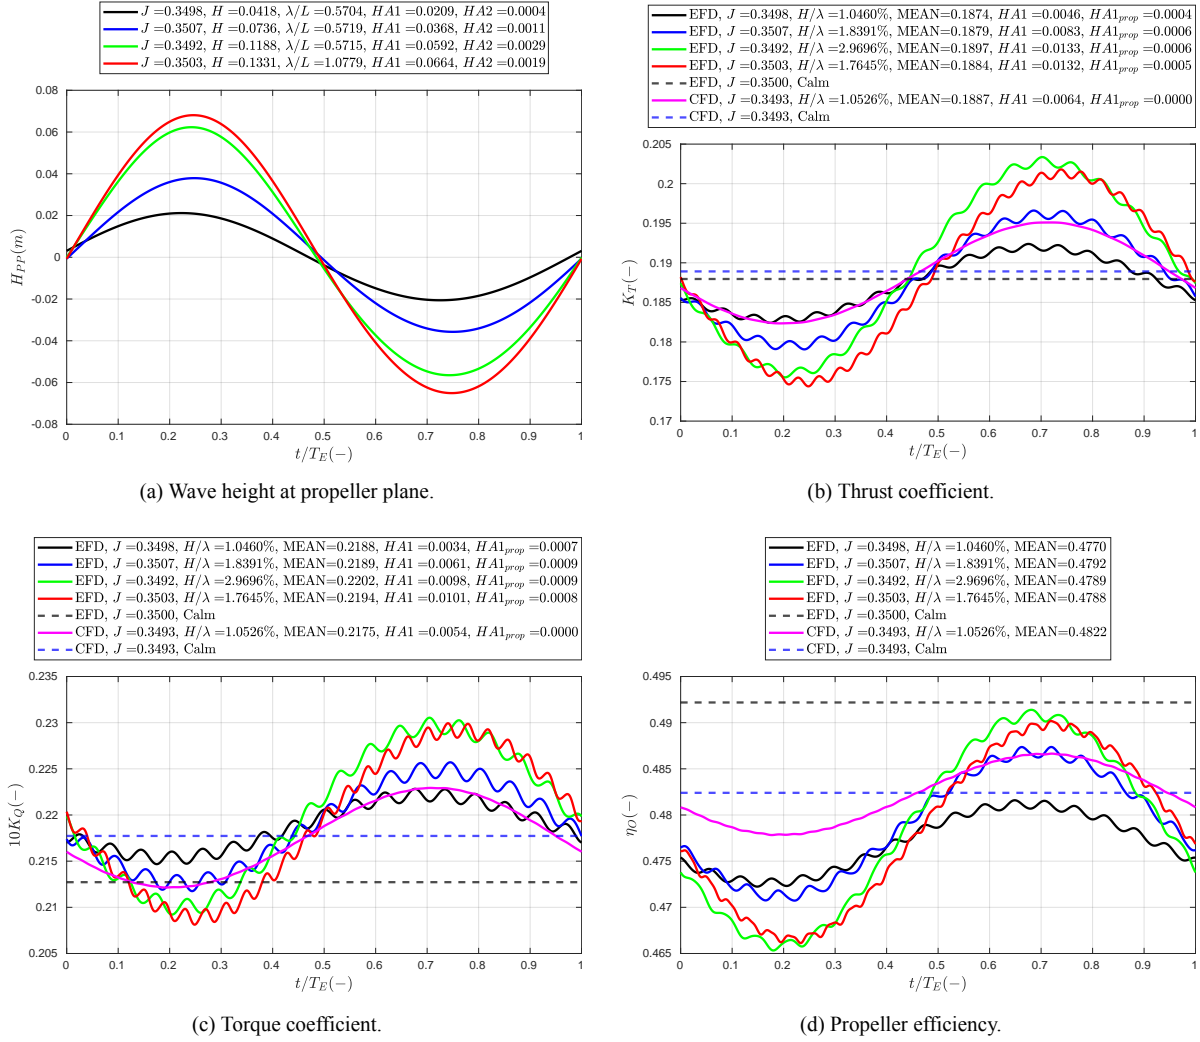 J =0.3498, H =0.0418, λ/L =0.5704, HA1 =0.0209, HA2 =0.0004
J =0.3507, H =0.0736, λ/L =0.5719, HA1 =0.0368, HA2 =0.0011
J =0.3492, H =0.1188, λ/L =0.5715, HA1 =0.0592, HA2 =0.0029
J =0.3503, H =0.1331, λ/L =1.0779, HA1 =0.0664, HA2 =0.0019
0.08
0.06
0.04
0.02
0
-0.02
-0.04
-0.06
-0.08
H_PP(m)
0 0.1 0.2 0.3 0.4 0.5 0.6 0.7 0.8 0.9 1
t/T_E(−)
(a) Wave height at propeller plane.
EFD, J =0.3498, H/λ =1.0460%, MEAN=0.1874, HA1 =0.0046, HA1_prop =0.0004
EFD, J =0.3507, H/λ =1.8391%, MEAN=0.1879, HA1 =0.0083, HA1_prop =0.0006
EFD, J =0.3492, H/λ =2.9696%, MEAN=0.1897, HA1 =0.0133, HA1_prop =0.0006
EFD, J =0.3503, H/λ =1.7645%, MEAN=0.1884, HA1 =0.0132, HA1_prop =0.0005
EFD, J =0.3500, Calm
CFD, J =0.3493, H/λ =1.0526%, MEAN=0.1887, HA1 =0.0064, HA1_prop =0.0000
CFD, J =0.3493, Calm
0.205
0.2
0.195
0.19
0.185
0.18
0.175
0.17
K_T(−)
0 0.1 0.2 0.3 0.4 0.5 0.6 0.7 0.8 0.9 1
t/T_E(−)
(b) Thrust coefficient.
EFD, J =0.3498, H/λ =1.0460%, MEAN=0.2188, HA1 =0.0034, HA1_prop =0.0007
EFD, J =0.3507, H/λ =1.8391%, MEAN=0.2189, HA1 =0.0061, HA1_prop =0.0009
EFD, J =0.3492, H/λ =2.9696%, MEAN=0.2202, HA1 =0.0098, HA1_prop =0.0009
EFD, J =0.3503, H/λ =1.7645%, MEAN=0.2194, HA1 =0.0101, HA1_prop =0.0008
EFD, J =0.3500, Calm
CFD, J =0.3493, H/λ =1.0526%, MEAN=0.2175, HA1 =0.0054, HA1_prop =0.0000
CFD, J =0.3493, Calm
0.235
0.23
0.225
0.22
0.215
0.21
0.205
10K_Q(−)
0 0.1 0.2 0.3 0.4 0.5 0.6 0.7 0.8 0.9 1
t/T_E(−)
(c) Torque coefficient.
EFD, J =0.3498, H/λ =1.0460%, MEAN=0.4770
EFD, J =0.3507, H/λ =1.8391%, MEAN=0.4792
EFD, J =0.3492, H/λ =2.9696%, MEAN=0.4789
EFD, J =0.3503, H/λ =1.7645%, MEAN=0.4788
EFD, J =0.3500, Calm
CFD, J =0.3493, H/λ =1.0526%, MEAN=0.4822
CFD, J =0.3493, Calm
0.495
0.49
0.485
0.48
0.475
0.47
0.465
η_O(−)
0 0.1 0.2 0.3 0.4 0.5 0.6 0.7 0.8 0.9 1
t/T_E(−)
(d) Propeller efficiency.